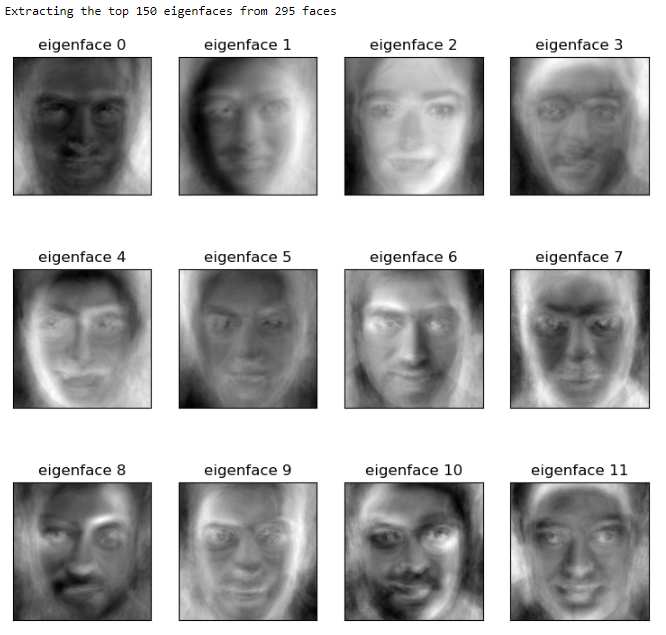 Extracting the top 150 eigenfaces from 295 faces
eigenface 0 eigenface 1 eigenface 2 eigenface 3
eigenface 4 eigenface 5 eigenface 6 eigenface 7
eigenface 8 eigenface 9 eigenface 10 eigenface 11